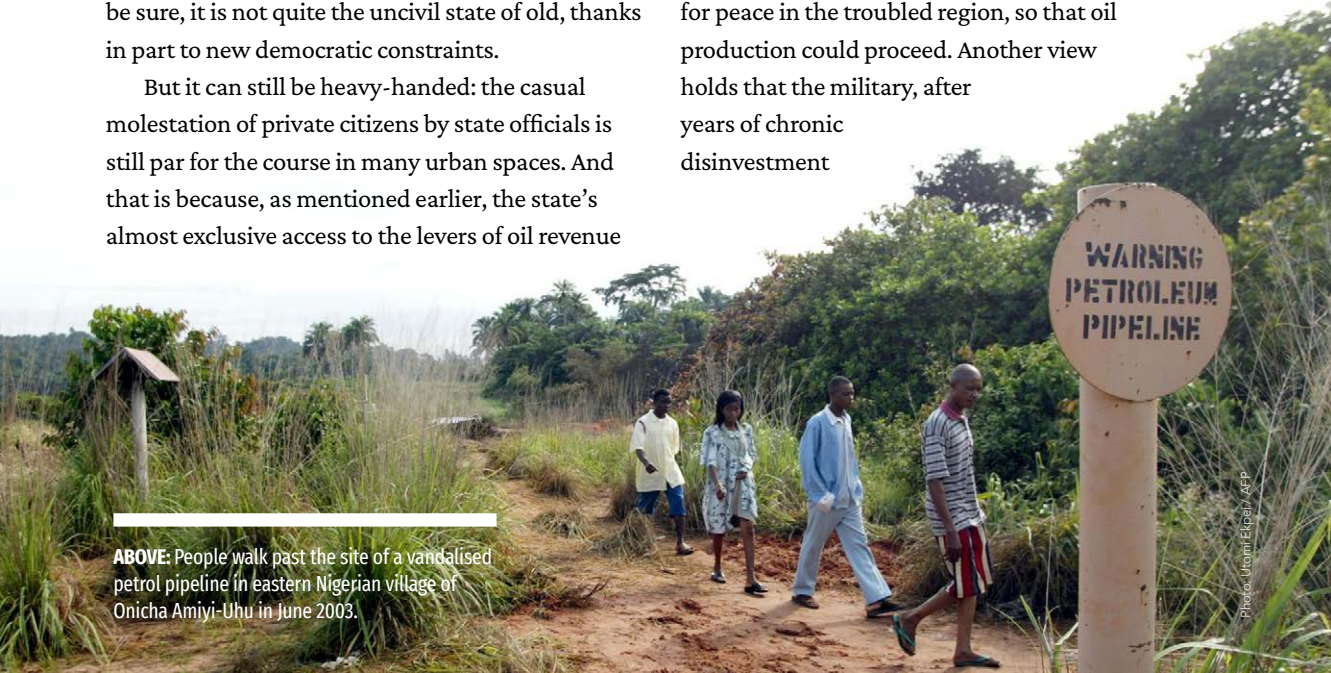 be sure, it is not quite the uncivil state of old, thanks
in part to new democratic constraints.
But it can still be heavy-handed: the casual
molestation of private citizens by state officials is
still par for the course in many urban spaces. And
that is because, as mentioned earlier, the state’s
almost exclusive access to the levers of oil revenue
for peace in the troubled region, so that oil
production could proceed. Another view
holds that the military, after
years of chronic
disinvestment
WARNING
PETROLEUM
PIPELINE
ABOVE: People walk past the site of a vandalised
petrol pipeline in eastern Nigerian village of
Onicha Amiyi-Uhu in June 2003.
Photo: Utomi Ekpei/ AFP